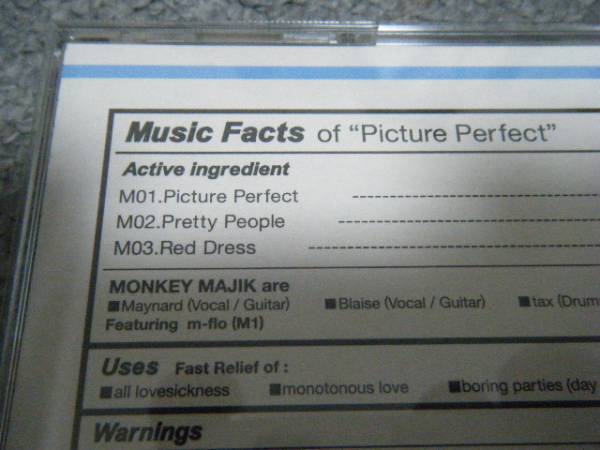 Music Facts of “Picture Perfect”
Active ingredient
M01.Picture Perfect
M02.Pretty People
M03.Red Dress
MONKEY MAJIK are
■Maynard (Vocal / Guitar) ■Blaise (Vocal / Guitar) ■tax (Drum
Featuring m-flo (M1)
Uses Fast Relief of :
■all lovesickness ■monotonous love ■boring parties (day
Warnings